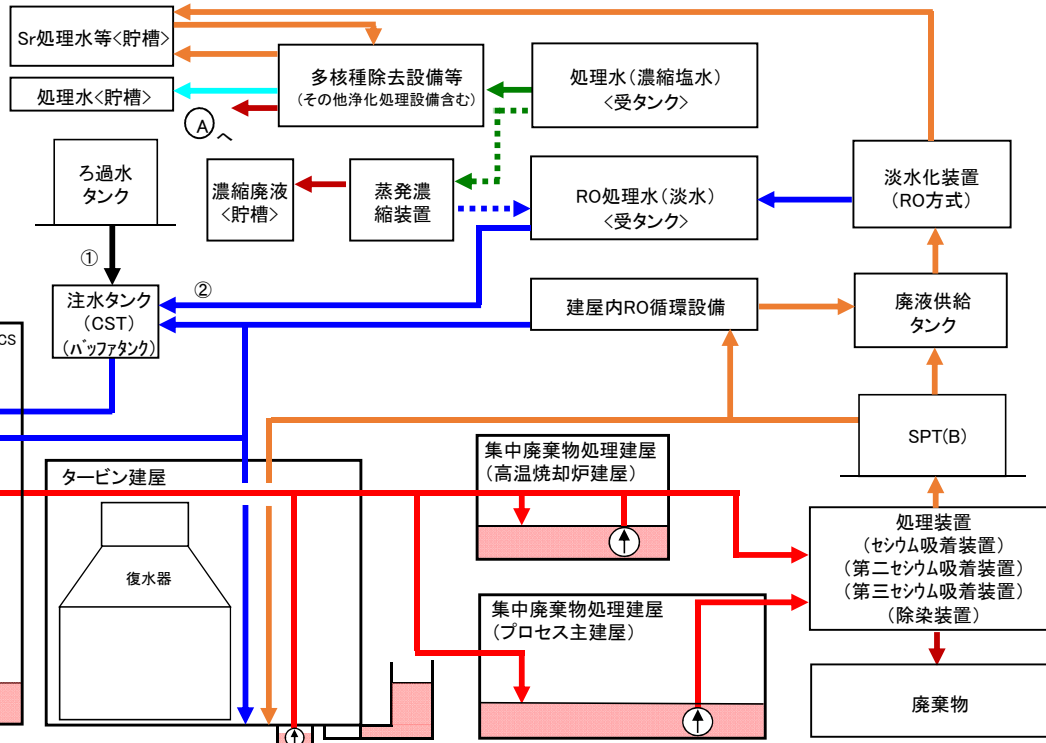 Sr処理水等<貯槽>
処理水<貯槽>
多核種除去設備等
(その他浄化処理設備含む)
処理水(濃縮塩水)
<受タンク>
Aへ
ろ過水
タンク
濃縮廃液
<貯槽>
蒸発濃
縮装置
RO処理水(淡水)
<受タンク>
淡水化装置
(RO方式)
①
②
注水タンク
(CST)
(バッファタンク)
建屋内RO循環設備
廃液供給
タンク
CS
SPT(B)
タービン建屋
復水器
集中廃棄物処理建屋
(高温焼却炉建屋)
処理装置
(セシウム吸着装置)
(第二セシウム吸着装置)
(第三セシウム吸着装置)
(除染装置)
集中廃棄物処理建屋
(プロセス主建屋)
廃棄物